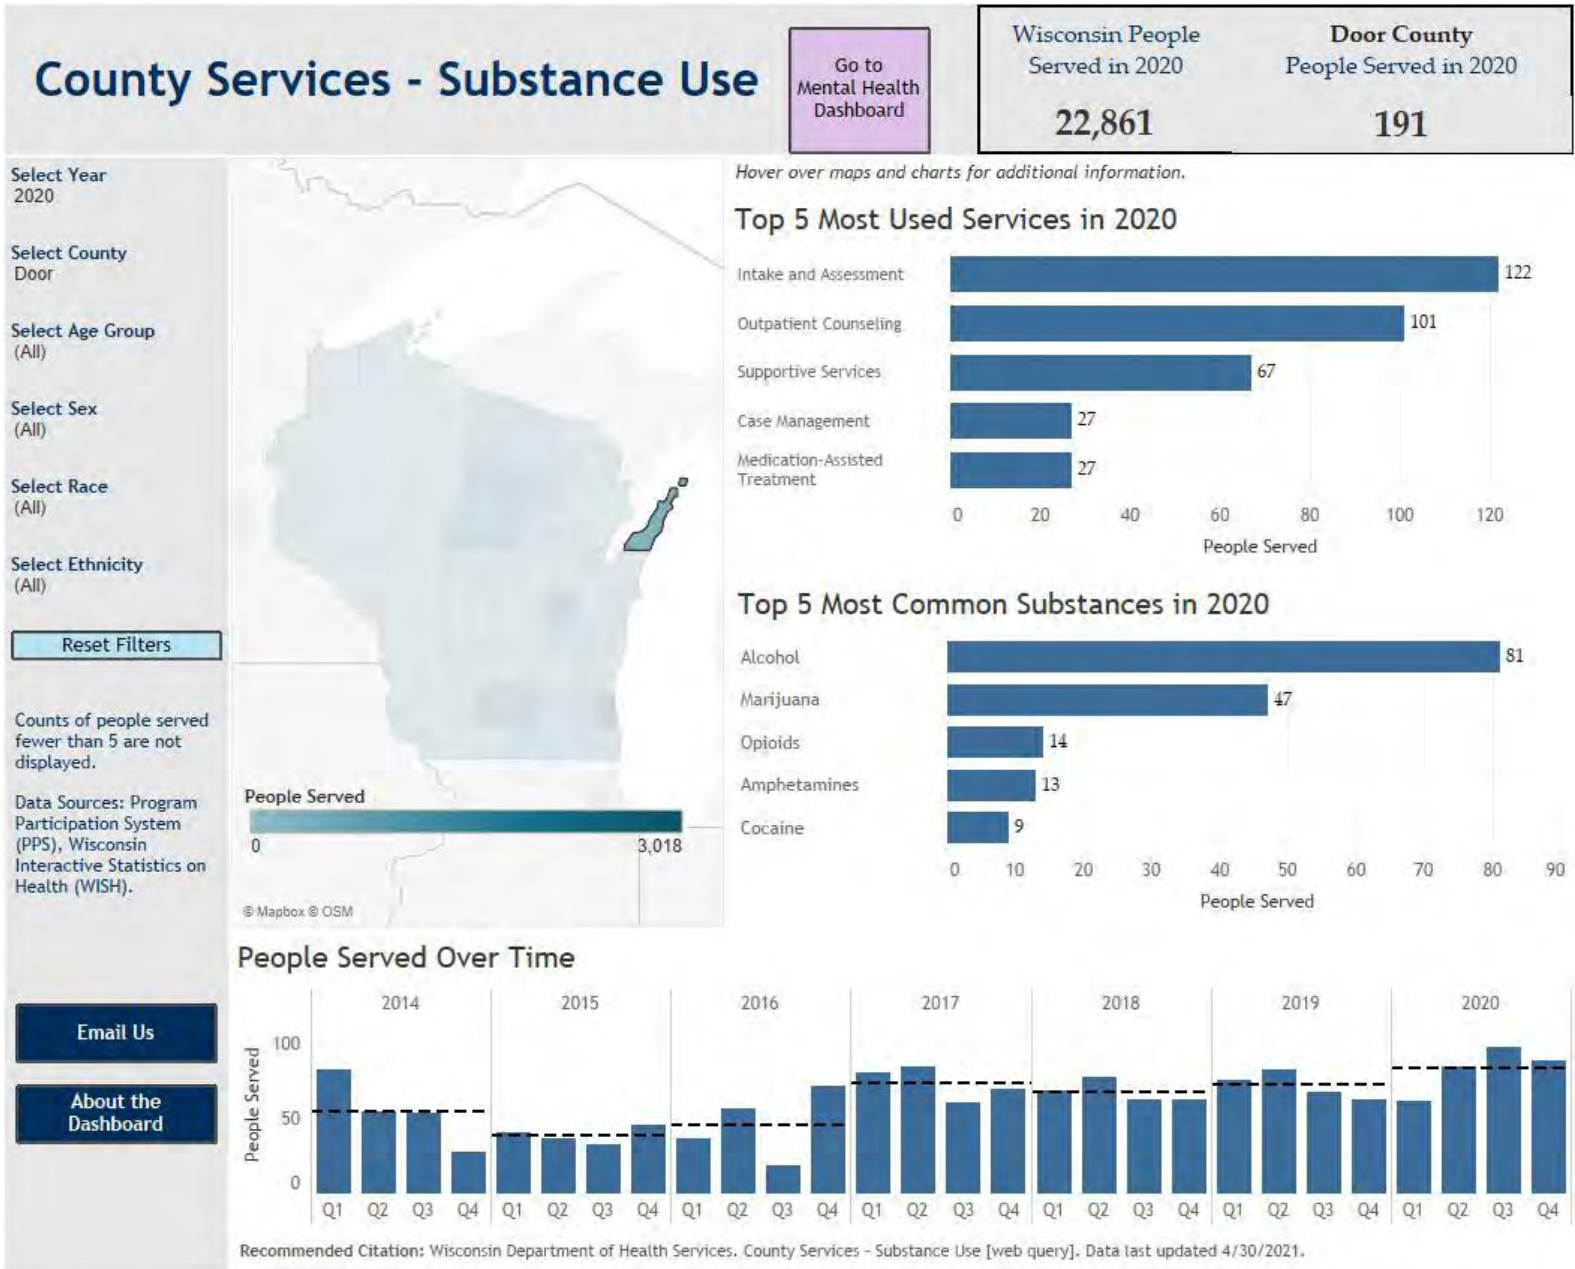 County Services - Substance Use
Go to
Mental Health
Dashboard
Wisconsin People
Served in 2020
22,861
Door County
People Served in 2020
191
Select Year
2020
Select County
Door
Select Age Group
(All)
Select Sex
(All)
Select Race
(All)
Select Ethnicity
(All)
Reset Filters
Counts of people served
fewer than 5 are not
displayed.
Data Sources: Program
Participation System
(PPS), Wisconsin
Interactive Statistics on
Health (WISH).
Email Us
About the
Dashboard
People Served
0 3,018
© Mapbox © OSM
Hover over maps and charts for additional information.
Top 5 Most Used Services in 2020
Intake and Assessment 122
Outpatient Counseling 101
Supportive Services 67
Case Management 27
Medication-Assisted
Treatment 27
0 20 40 60 80 100 120
People Served
Top 5 Most Common Substances in 2020
Alcohol 81
Marijuana 47
Opioids 14
Amphetamines 13
Cocaine 9
0 10 20 30 40 50 60 70 80 90
People Served
People Served Over Time
2014 2015 2016 2017 2018 2019 2020
People Served
100
50
0
Q1 Q2 Q3 Q4 Q1 Q2 Q3 Q4 Q1 Q2 Q3 Q4 Q1 Q2 Q3 Q4 Q1 Q2 Q3 Q4 Q1 Q2 Q3 Q4 Q1 Q2 Q3 Q4
Recommended Citation: Wisconsin Department of Health Services. County Services - Substance Use [web query]. Data last updated 4/30/2021.